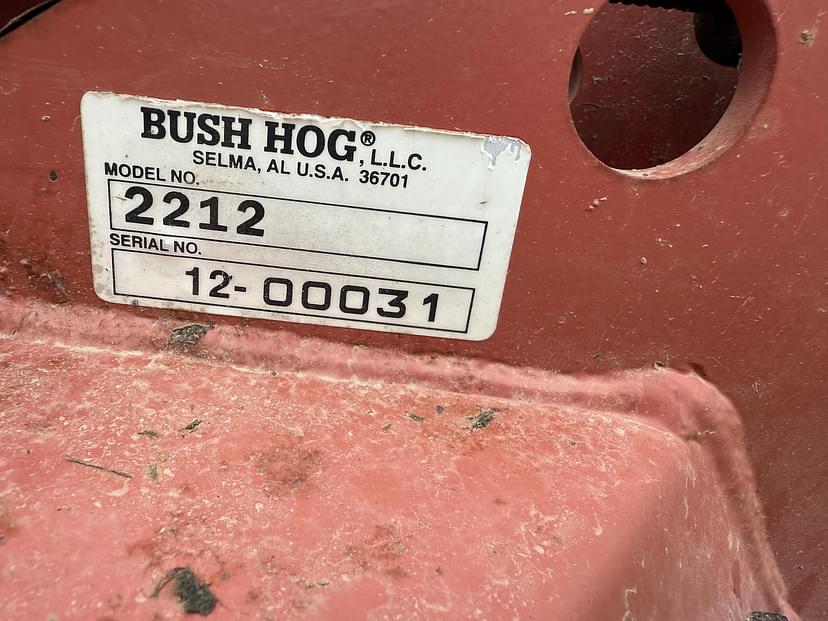 BUSH HOG®, L.L.C.
SELMA, AL U.S.A. 36701
MODEL NO.
2212
SERIAL NO.
12-00031